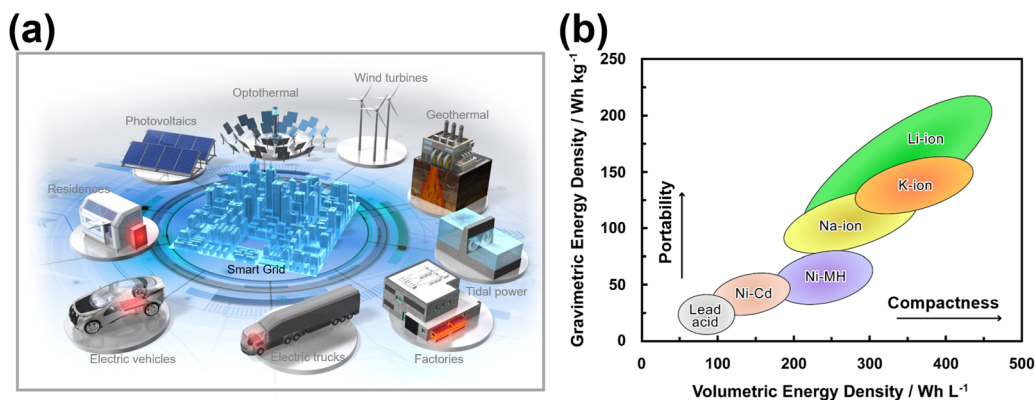 (a)
Wind turbines
Optothermal
Geothermal
Photovoltaics
Residences
Smart Grid
Tidal power
Electric vehicles
Electric trucks
Factories
(b)
Gravimetric Energy Density / Wh kg⁻¹
250
200
150
100
50
0
Portability
Li-ion
K-ion
Na-ion
Ni-MH
Ni-Cd
Lead
acid
Compactness
0
100
200
300
400
500
Volumetric Energy Density / Wh L⁻¹